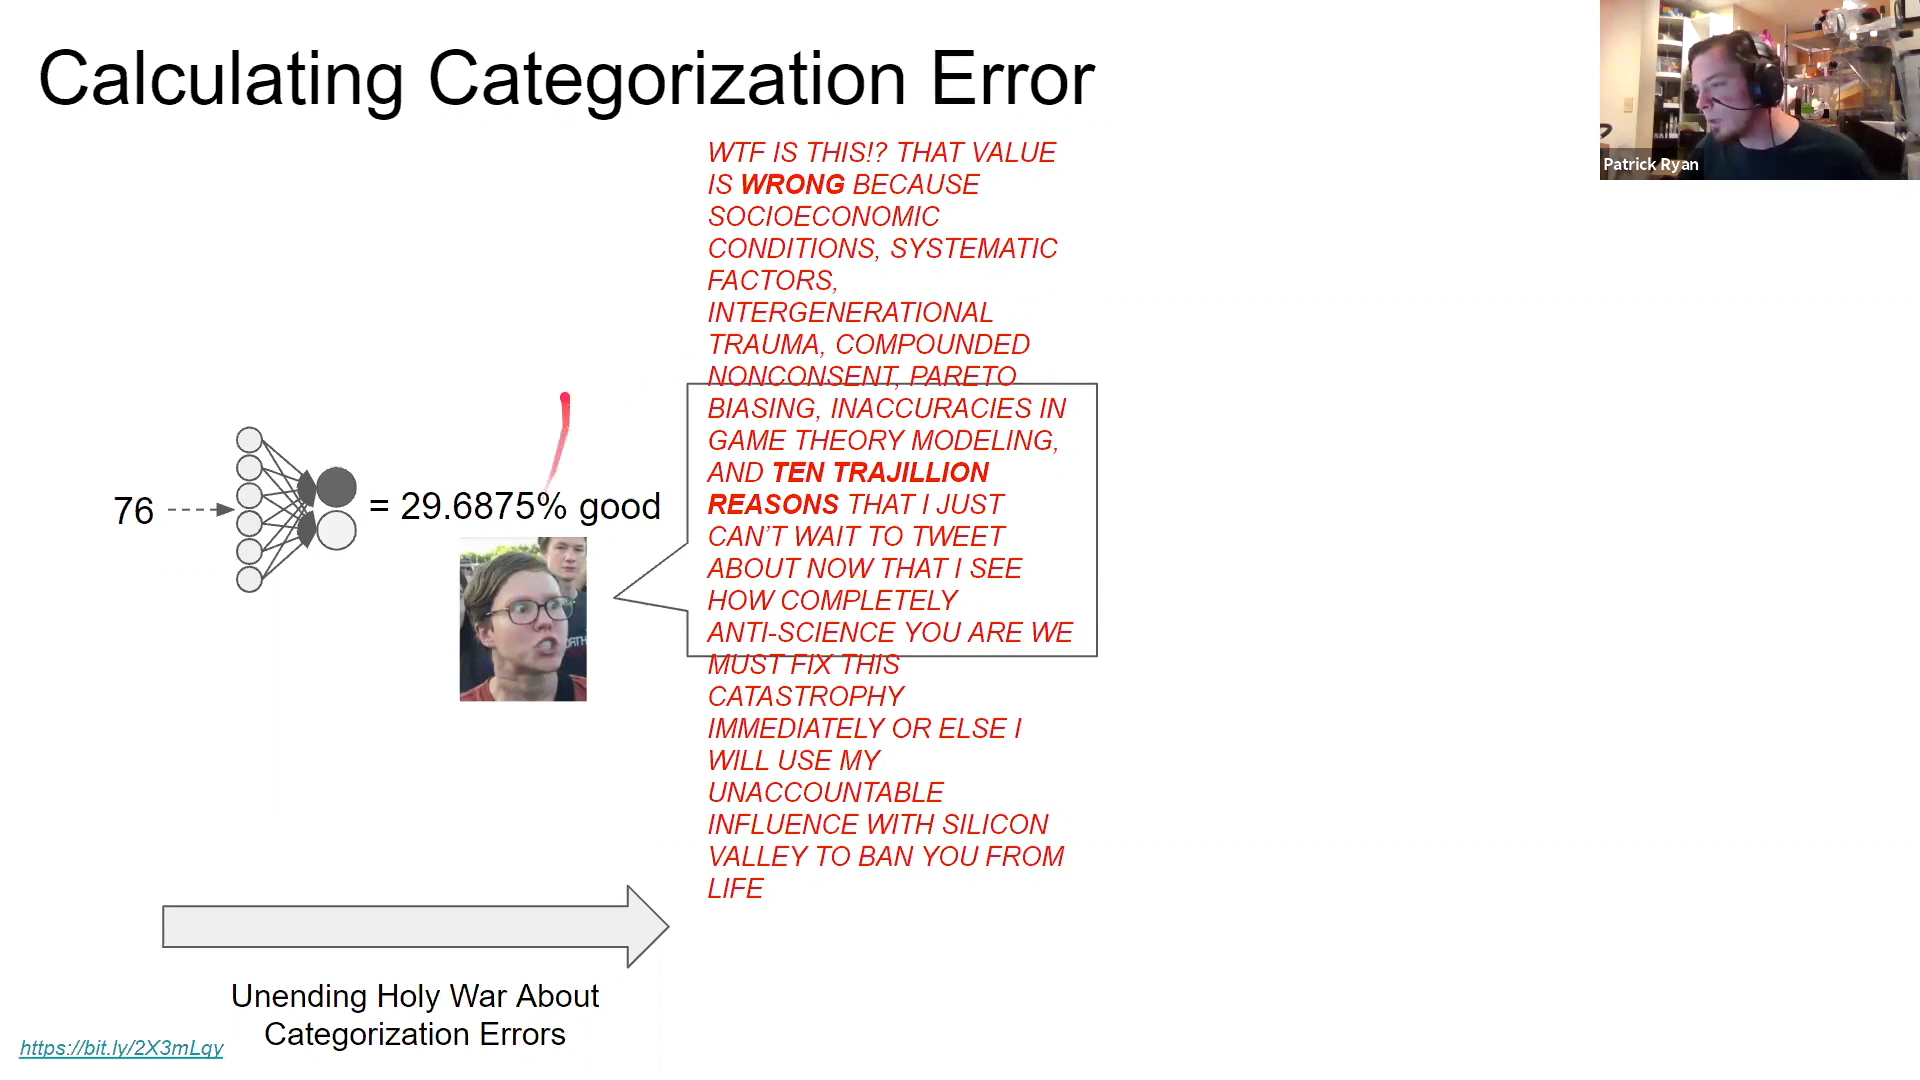 Calculating Categorization Error
Patrick Ryan
WTF IS THIS!? THAT VALUE
IS WRONG BECAUSE
SOCIOECONOMIC
CONDITIONS, SYSTEMATIC
FACTORS,
INTERGENERATIONAL
TRAUMA, COMPOUNDED
NONCONSENT, PARETO
BIASING, INACCURACIES IN
GAME THEORY MODELING,
AND TEN TRAJILLION
REASONS THAT I JUST
CAN'T WAIT TO TWEET
ABOUT NOW THAT I SEE
HOW COMPLETELY
ANTI-SCIENCE YOU ARE WE
MUST FIX THIS
CATASTROPHY
IMMEDIATELY OR ELSE I
WILL USE MY
UNACCOUNTABLE
INFLUENCE WITH SILICON
VALLEY TO BAN YOU FROM
LIFE
76
= 29.6875% good
Unending Holy War About
Categorization Errors
https://bit.ly/2X3mLqy